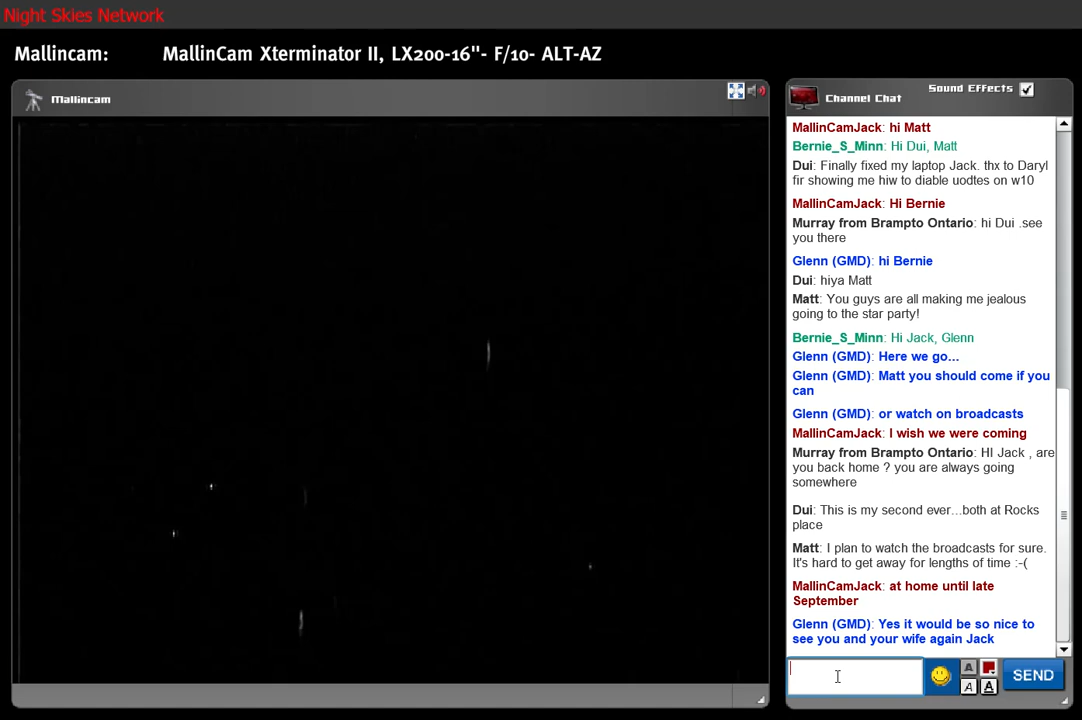 Night Skies Network
Mallincam: MallinCam Xterminator II, LX200-16"- F/10- ALT-AZ
Mallincam
Channel Chat
Sound Effects
MallinCamJack: hi Matt
Bernie_S_Minn: Hi Dui, Matt
Dui: Finally fixed my laptop Jack. thx to Daryl
fir showing me hiw to diable uodtes on w10
MallinCamJack: Hi Bernie
Murray from Brampto Ontario: hi Dui .see
you there
Glenn (GMD): hi Bernie
Dui: hiya Matt
Matt: You guys are all making me jealous
going to the star party!
Bernie_S_Minn: Hi Jack, Glenn
Glenn (GMD): Here we go...
Glenn (GMD): Matt you should come if you
can
Glenn (GMD): or watch on broadcasts
MallinCamJack: I wish we were coming
Murray from Brampto Ontario: HI Jack , are
you back home ? you are always going
somewhere
Dui: This is my second ever...both at Rocks
place
Matt: I plan to watch the broadcasts for sure.
It's hard to get away for lengths of time :-(
MallinCamJack: at home until late
September
Glenn (GMD): Yes it would be so nice to
see you and your wife again Jack
A
A A
SEND